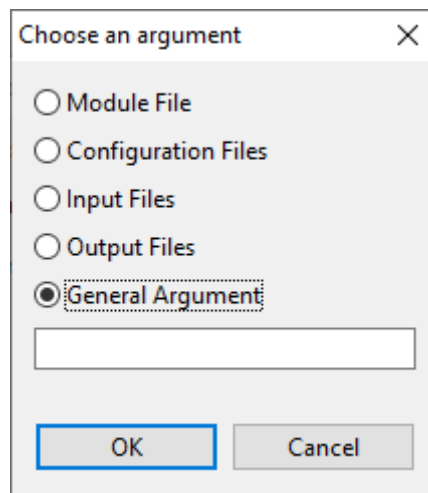 Choose an argument
Module File
Configuration Files
Input Files
Output Files
General Argument
OK Cancel